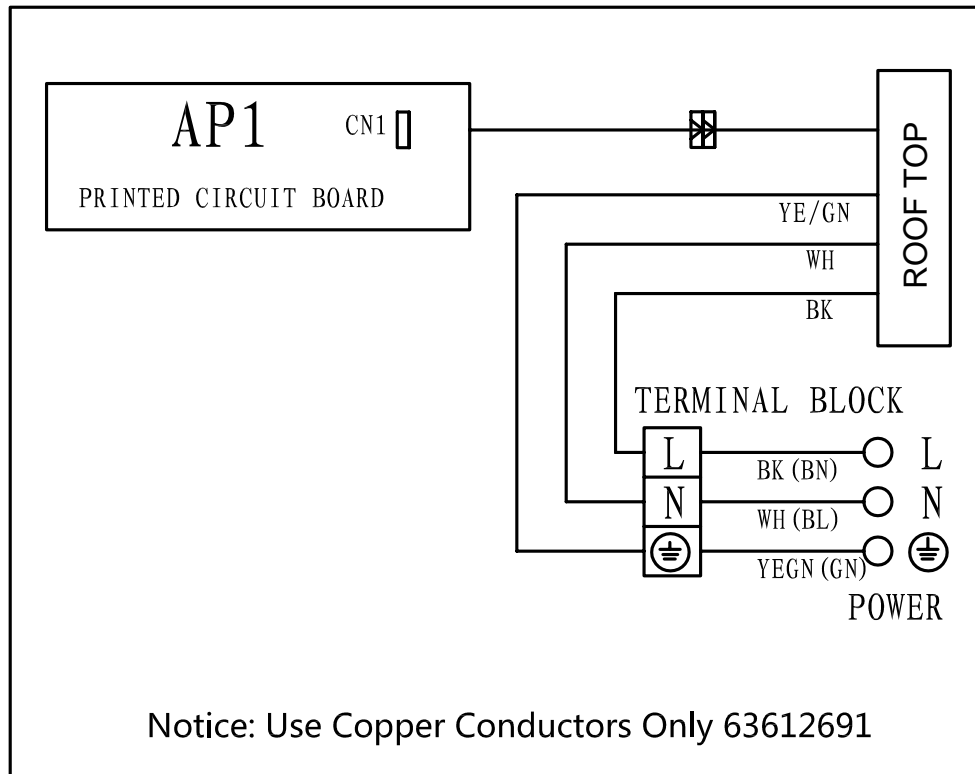 AP1
CN1
PRINTED CIRCUIT BOARD
ROOF TOP
YE/GN
WH
BK
TERMINAL BLOCK
L
BK(BN)
L
N
WH(BL)
N
YEGN(GN)
POWER
Notice: Use Copper Conductors Only 63612691